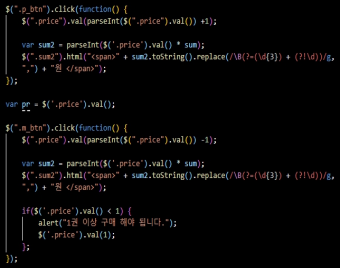 $(".p_btn").click(function() {
$(".price").val(parseInt($(".price").val()) +1);
var sum2 = parseInt($('.price').val() * sum);
$(".sum2").html("<span>" + sum2.toString().replace(/\B(?=(\d{3}) + (?!\d))/g,
",") + "원 </span>");
});
var pr = $('.price').val();
$(".m_btn").click(function() {
$(".price").val(parseInt($(".price").val()) -1);
var sum2 = parseInt($('.price').val() * sum);
$(".sum2").html("<span>" + sum2.toString().replace(/\B(?=(\d{3}) + (?!\d))/g,
",") + "원 </span>");
if($('.price').val() < 1) {
alert("1권 이상 구매 해야 됩니다.");
$('.price').val(1);
};
});